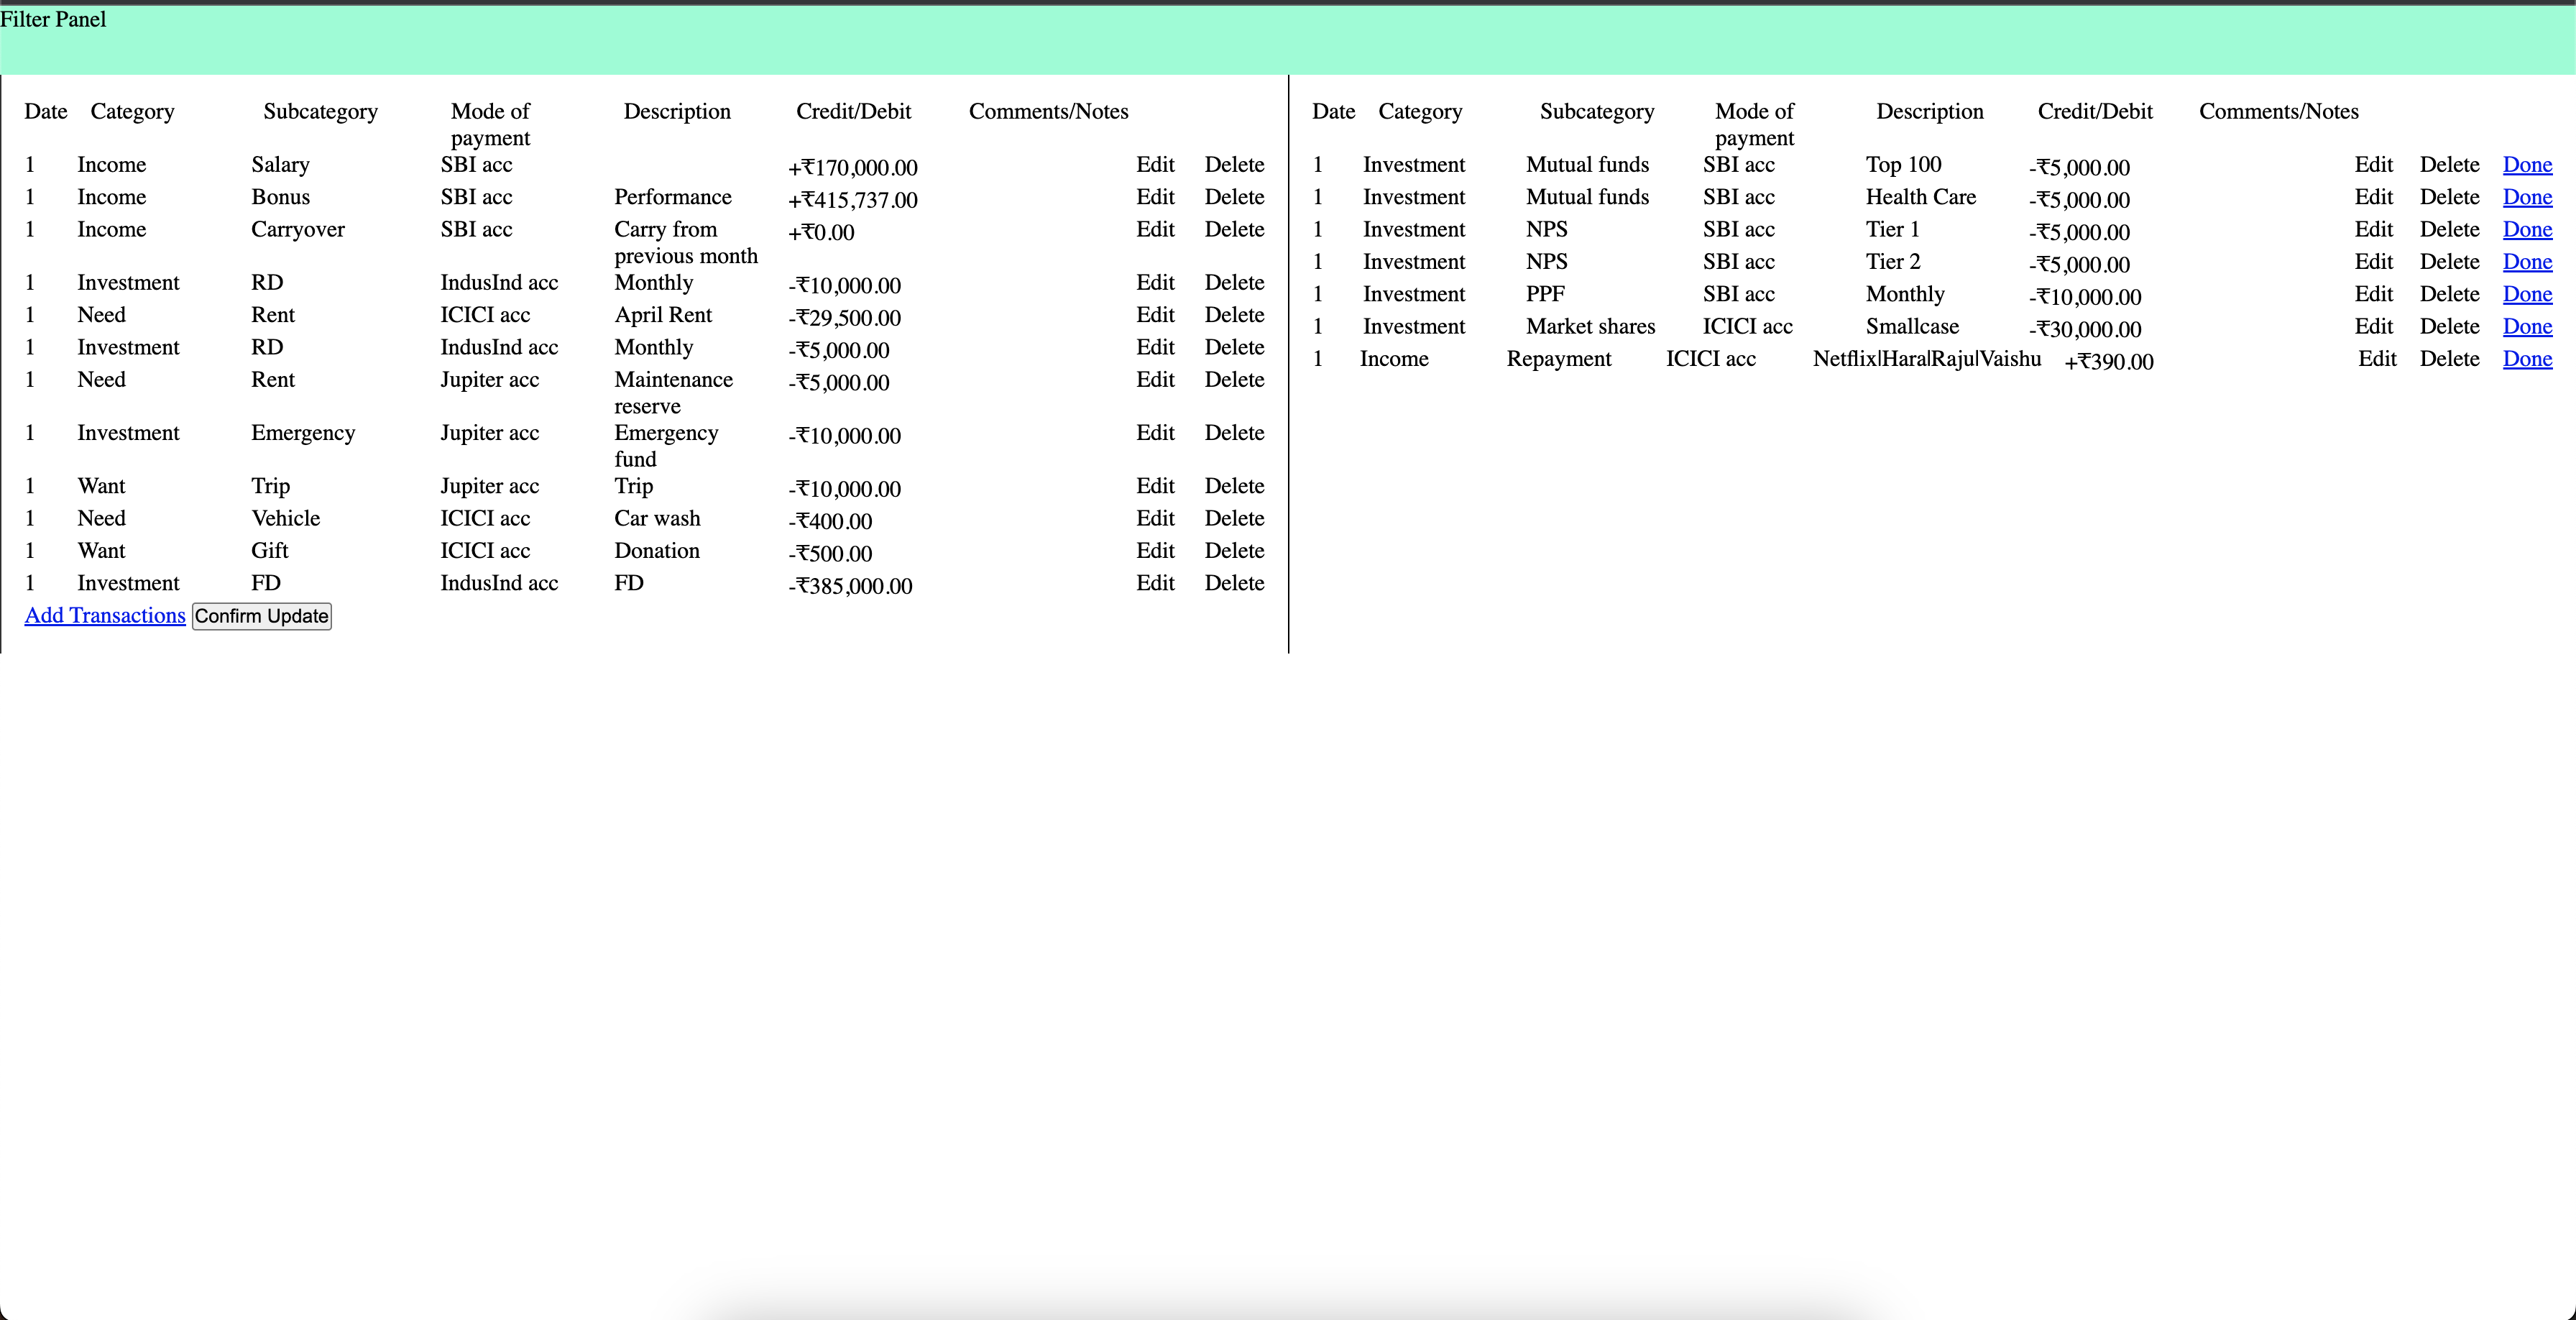 Filter Panel
Date Category Subcategory Mode of payment Description Credit/Debit Comments/Notes
1 Income Salary SBI acc +₹170,000.00 Edit Delete
1 Income Bonus SBI acc Performance +₹415,737.00 Edit Delete
1 Income Carryover SBI acc Carry from previous month +₹0.00 Edit Delete
1 Investment RD IndusInd acc Monthly -₹10,000.00 Edit Delete
1 Need Rent ICICI acc April Rent -₹29,500.00 Edit Delete
1 Investment RD IndusInd acc Monthly -₹5,000.00 Edit Delete
1 Need Rent Jupiter acc Maintenance reserve -₹5,000.00 Edit Delete
1 Investment Emergency Jupiter acc Emergency fund -₹10,000.00 Edit Delete
1 Want Trip Jupiter acc Trip -₹10,000.00 Edit Delete
1 Need Vehicle ICICI acc Car wash -₹400.00 Edit Delete
1 Want Gift ICICI acc Donation -₹500.00 Edit Delete
1 Investment FD IndusInd acc FD -₹385,000.00 Edit Delete
Add Transactions Confirm Update
Date Category Subcategory Mode of payment Description Credit/Debit Comments/Notes
1 Investment Mutual funds SBI acc Top 100 -₹5,000.00 Edit Delete Done
1 Investment Mutual funds SBI acc Health Care -₹5,000.00 Edit Delete Done
1 Investment NPS SBI acc Tier 1 -₹5,000.00 Edit Delete Done
1 Investment NPS SBI acc Tier 2 -₹5,000.00 Edit Delete Done
1 Investment PPF SBI acc Monthly -₹10,000.00 Edit Delete Done
1 Investment Market shares ICICI acc Smallcase -₹30,000.00 Edit Delete Done
1 Income Repayment ICICI acc Netflix|Hara|Raju|Vaishu +₹390.00 Edit Delete Done